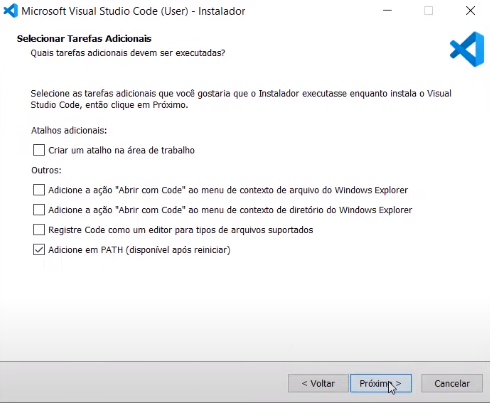 Microsoft Visual Studio Code (User) - Instalador
Selecionar Tarefas Adicionais
Quais tarefas adicionais devem ser executadas?
Selecione as tarefas adicionais que você gostaria que o Instalador executasse enquanto instala o Visual
Studio Code, então clique em Próximo.
Atalhos adicionais:
Criar um atalho na área de trabalho
Outros:
Adicione a ação "Abrir com Code" ao menu de contexto de arquivo do Windows Explorer
Adicione a ação "Abrir com Code" ao menu de contexto de diretório do Windows Explorer
Registre Code como um editor para tipos de arquivos suportados
Adicione em PATH (disponível após reiniciar)
< Voltar
Próximo >
Cancelar